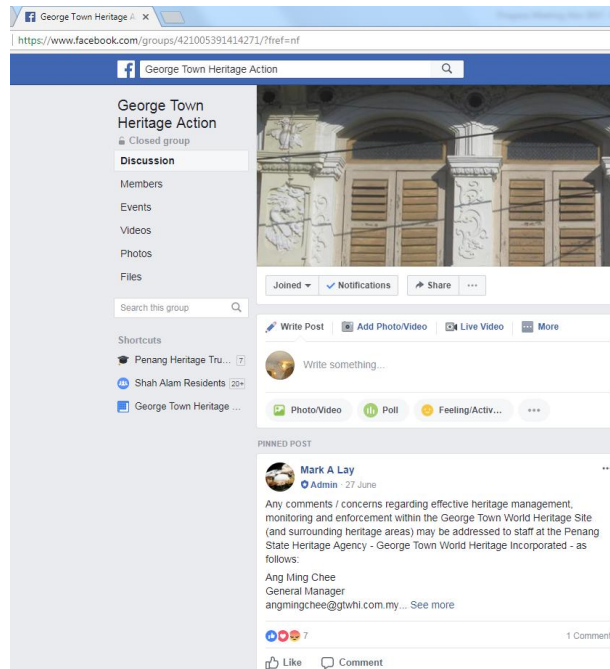 George Town Heritage A
https://www.facebook.com/groups/421005391414271/?fref=nf
George Town Heritage Action
George Town
Heritage Action
Closed group
Discussion
Members
Events
Videos
Photos
Files
Search this group
Shortcuts
Penang Heritage Tru... 7
Shah Alam Residents 20+
George Town Heritage ...
Joined Notifications Share ...
Write Post Add Photo/Video Live Video More
Write something...
Photo/Video Poll Feeling/Activ... ...
PINNED POST
Mark A Lay
Admin · 27 June
Any comments / concerns regarding effective heritage management,
monitoring and enforcement within the George Town World Heritage Site
(and surrounding heritage areas) may be addressed to staff at the Penang
State Heritage Agency - George Town World Heritage Incorporated - as
follows:
Ang Ming Chee
General Manager
angmingchee@gtwhi.com.my... See more
7
1 Comment
Like Comment